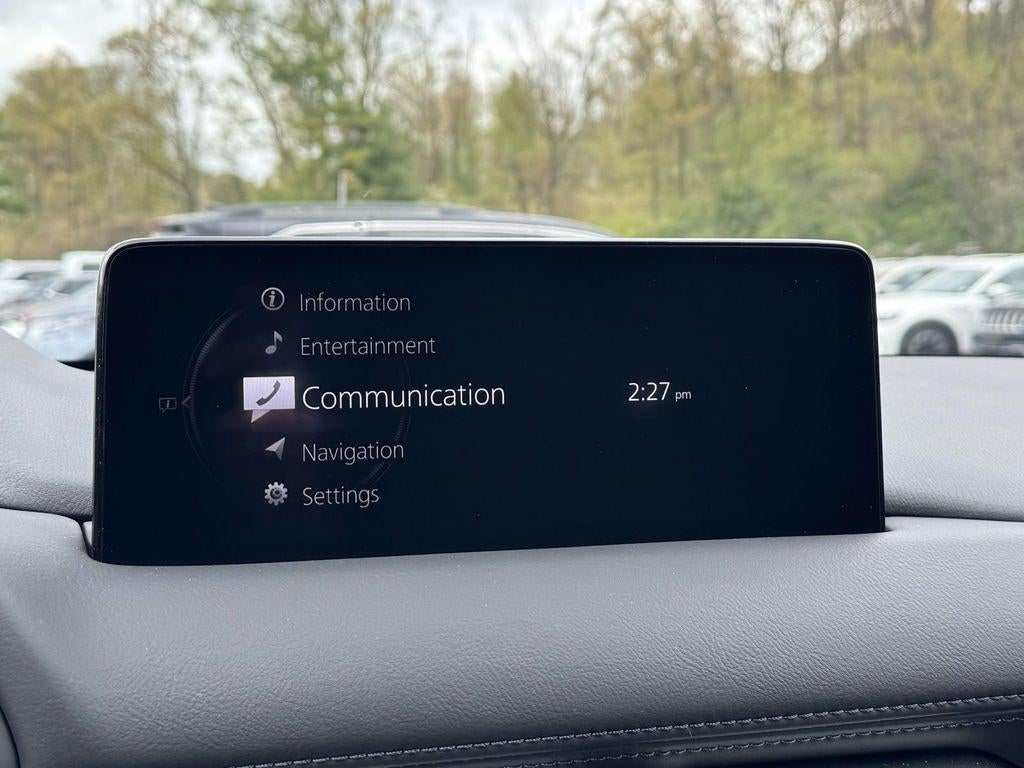 Information
Entertainment
Communication
2:27 pm
Navigation
Settings